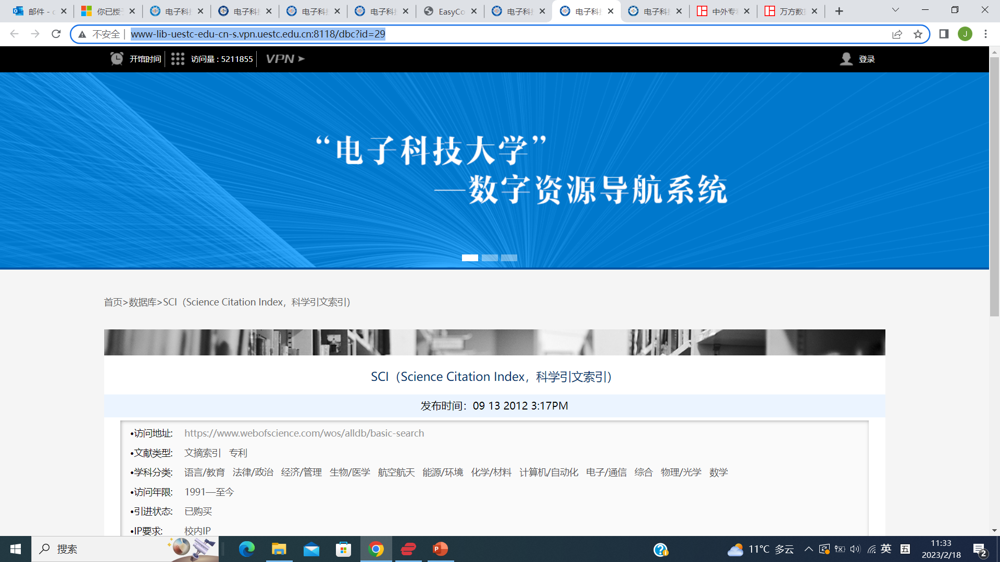 邮件 - c
你已授予
电子科技
电子科技
电子科技
电子科技
EasyCo
电子科技
电子科技
电子科技
中外专利
万方数据
不安全
www-lib-uestc-edu-cn-s.vpn.uestc.edu.cn:8118/dbc?id=29
J
开馆时间
访问量 : 5211855
VPN
登录
“电子科技大学”
—数字资源导航系统
首页>数据库>SCI（Science Citation Index，科学引文索引）
SCI（Science Citation Index，科学引文索引）
发布时间：09 13 2012 3:17PM
•访问地址: https://www.webofscience.com/wos/alldb/basic-search
•文献类型: 文摘索引 专利
•学科分类: 语言/教育 法律/政治 经济/管理 生物/医学 航空航天 能源/环境 化学/材料 计算机/自动化 电子/通信 综合 物理/光学 数学
•访问年限: 1991—至今
•引进状态: 已购买
•IP要求: 校内IP
搜索
11°C 多云
英
五
11:33
2023/2/18
2